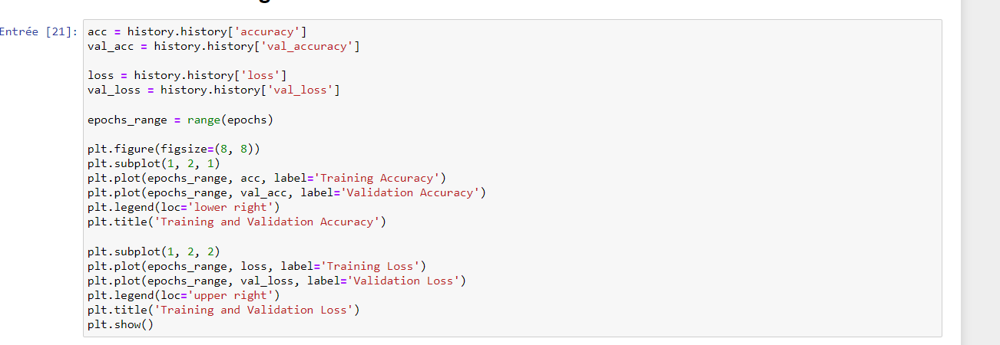 Entrée [21]:
acc = history.history['accuracy']
val_acc = history.history['val_accuracy']
loss = history.history['loss']
val_loss = history.history['val_loss']
epochs_range = range(epochs)
plt.figure(figsize=(8, 8))
plt.subplot(1, 2, 1)
plt.plot(epochs_range, acc, label='Training Accuracy')
plt.plot(epochs_range, val_acc, label='Validation Accuracy')
plt.legend(loc='lower right')
plt.title('Training and Validation Accuracy')
plt.subplot(1, 2, 2)
plt.plot(epochs_range, loss, label='Training Loss')
plt.plot(epochs_range, val_loss, label='Validation Loss')
plt.legend(loc='upper right')
plt.title('Training and Validation Loss')
plt.show()